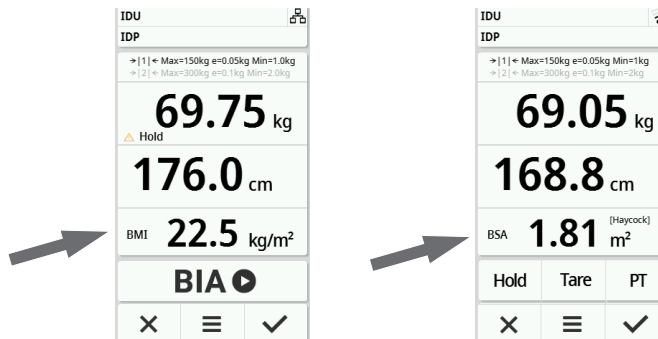 IDU
IDP
→|1|← Max=150kg e=0.05kg Min=1.0kg
→|2|← Max=300kg e=0.1kg Min=2.0kg
69.75 kg
Hold
176.0 cm
BMI 22.5 kg/m²
BIA
IDU
IDP
→|1|← Max=150kg e=0.05kg Min=1kg
→|2|← Max=300kg e=0.1kg Min=2kg
69.05 kg
168.8 cm
BSA 1.81 [Haycock] m²
Hold Tare PT